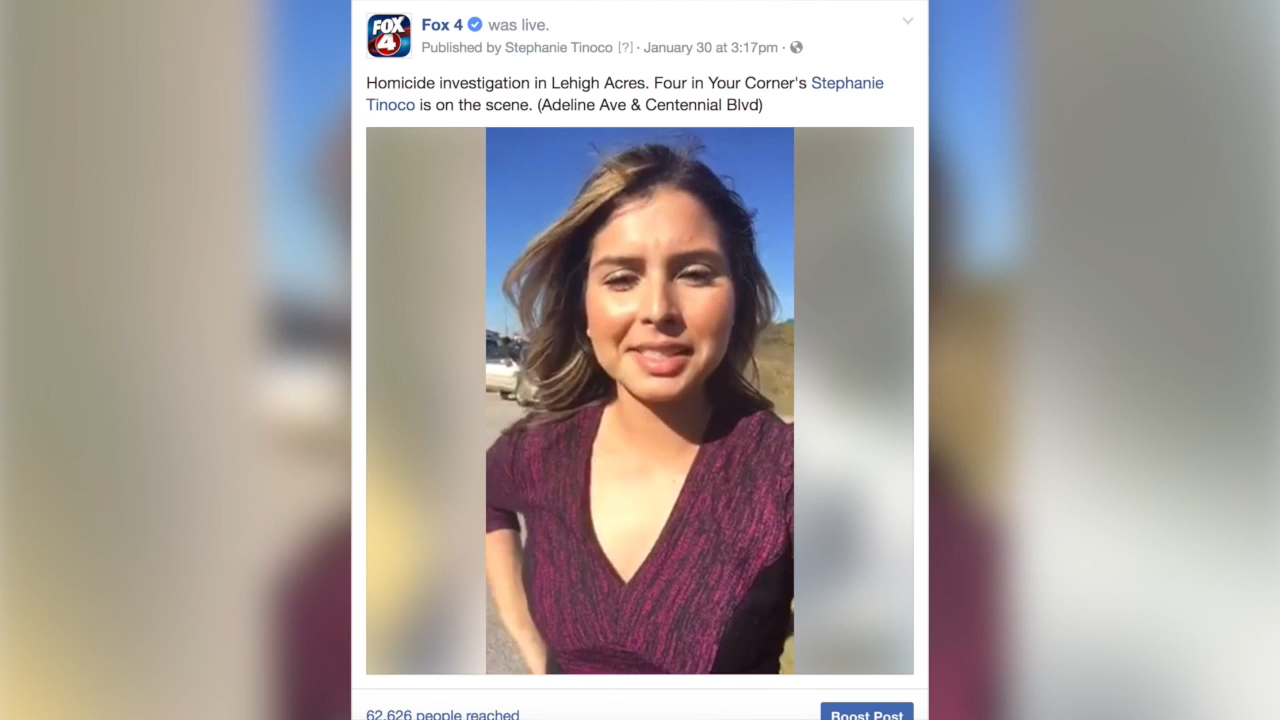 FOX
4
Fox 4 was live.
Published by Stephanie Tinoco [?] · January 30 at 3:17pm ·
Homicide investigation in Lehigh Acres. Four in Your Corner's Stephanie
Tinoco is on the scene. (Adeline Ave & Centennial Blvd)
62,626 people reached
Boost Post